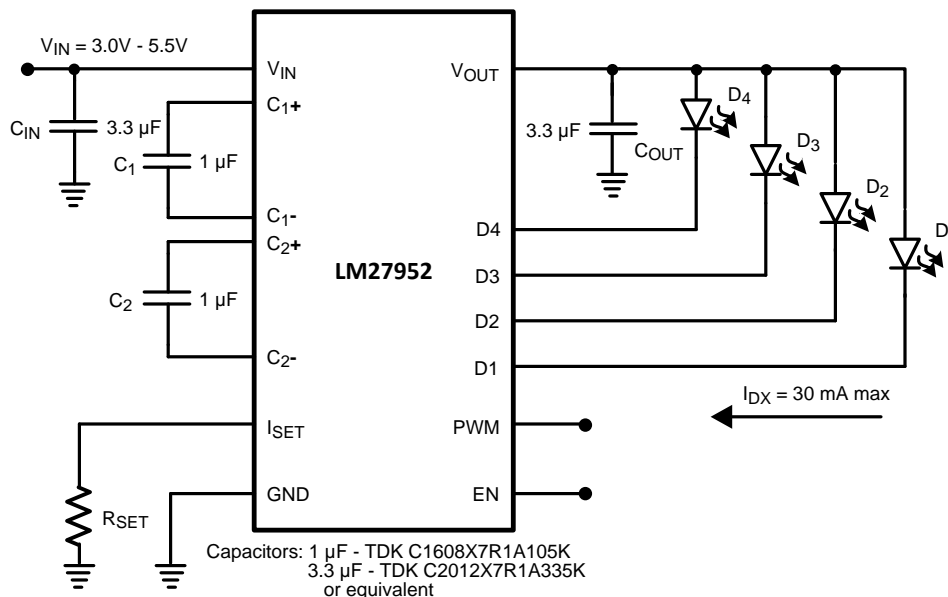 VIN = 3.0V - 5.5V
VIN
VOUT
C1+
CIN
3.3 µF
C1
1 µF
3.3 µF
COUT
D4
D3
C1-
C2+
D4
D2
D
LM27952
D3
C2
1 µF
D2
C2-
D1
IDX = 30 mA max
ISET
PWM
GND
EN
RSET
Capacitors: 1 µF - TDK C1608X7R1A105K
3.3 µF - TDK C2012X7R1A335K
or equivalent